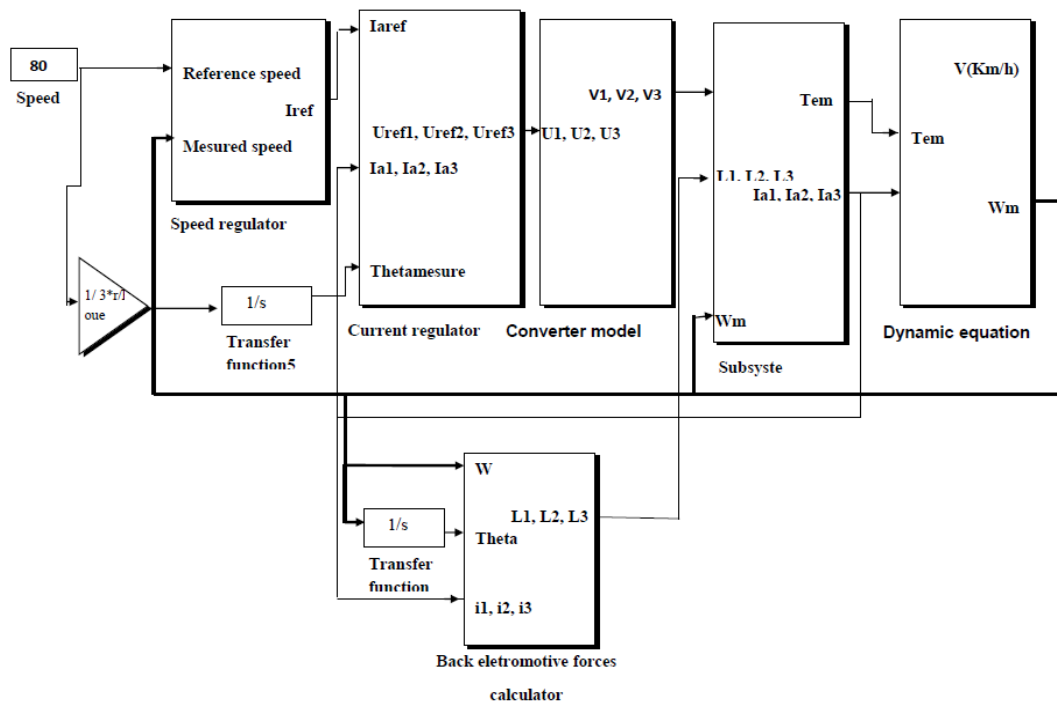 80
Speed
Reference speed
Iref
Mesured speed
Speed regulator
1/ 3*r/l
oue
1/s
Transfer
function5
Iaref
Uref1, Uref2, Uref3
Ia1, Ia2, Ia3
Thetamesure
Current regulator
V1, V2, V3
U1, U2, U3
Converter model
Tem
L1, L2, L3
Ia1, Ia2, Ia3
Wm
Subsyste
V(Km/h)
Tem
Wm
Dynamic equation
W
L1, L2, L3
1/s
Theta
Transfer
function
i1, i2, i3
Back eletromotive forces
calculator